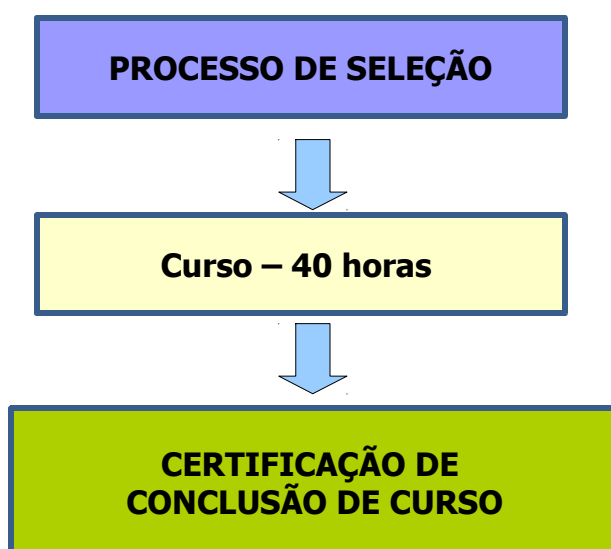 PROCESSO DE SELEÇÃO
Curso – 40 horas
CERTIFICAÇÃO DE
CONCLUSÃO DE CURSO